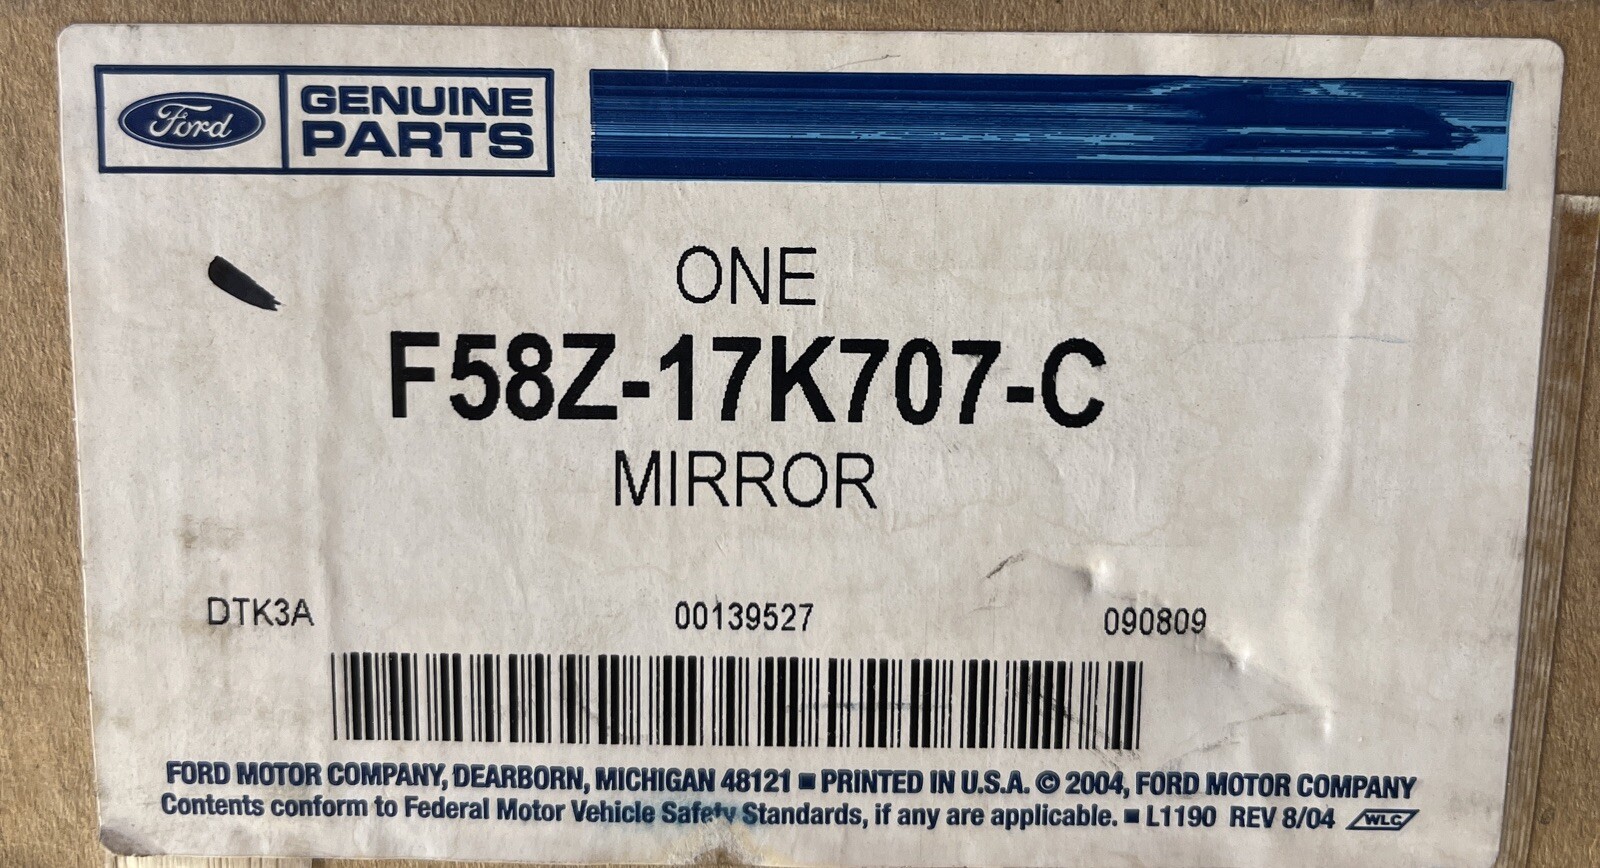 Ford GENUINE
PARTS
ONE
F58Z-17K707-C
MIRROR
DTK3A 00139527 090809
FORD MOTOR COMPANY, DEARBORN, MICHIGAN 48121 ■ PRINTED IN U.S.A. © 2004, FORD MOTOR COMPANY
Contents conform to Federal Motor Vehicle Safety Standards, if any are applicable. ■ L1190 REV 8/04 WLC